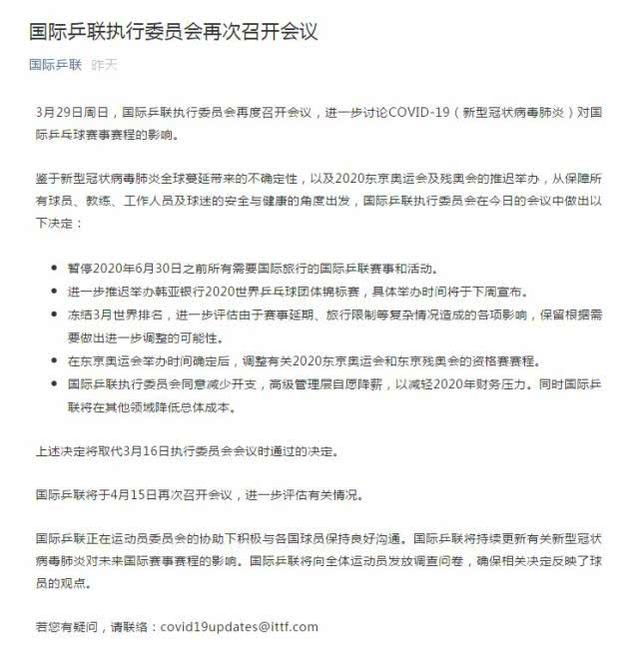 国际乒联执行委员会再次召开会议
国际乒联 昨天
3月29日周日，国际乒联执行委员会再度召开会议，进一步讨论COVID-19（新型冠状病毒肺炎）对国
际乒乓球赛事赛程的影响。
鉴于新型冠状病毒肺炎全球蔓延带来的不确定性，以及2020东京奥运会及残奥会的推迟举办，从保障所
有球员、教练、工作人员及球迷的安全与健康的角度出发，国际乒联执行委员会在今日的会议中做出以
下决定：
• 暂停2020年6月30日之前所有需要国际旅行的国际乒联赛事和活动。
• 进一步推迟举办韩亚银行2020世界乒乓球团体锦标赛，具体举办时间将于下周宣布。
• 冻结3月世界排名，进一步评估由于赛事延期、旅行限制等复杂情况造成的各项影响，保留根据需
要做出进一步调整的可能性。
• 在东京奥运会举办时间确定后，调整有关2020东京奥运会和东京残奥会的资格赛赛程。
• 国际乒联执行委员会同意减少开支，高级管理层自愿降薪，以减轻2020年财务压力。同时国际乒
联将在其他领域降低总体成本。
上述决定将取代3月16日执行委员会会议时通过的决定。
国际乒联将于4月15日再次召开会议，进一步评估有关情况。
国际乒联正在运动员委员会的协助下积极与各国球员保持良好沟通。国际乒联将持续更新有关新型冠状
病毒肺炎对未来国际赛事赛程的影响。国际乒联将向全体运动员发放调查问卷，确保相关决定反映了球
员的观点。
若您有疑问，请联络：covid19updates@ittf.com